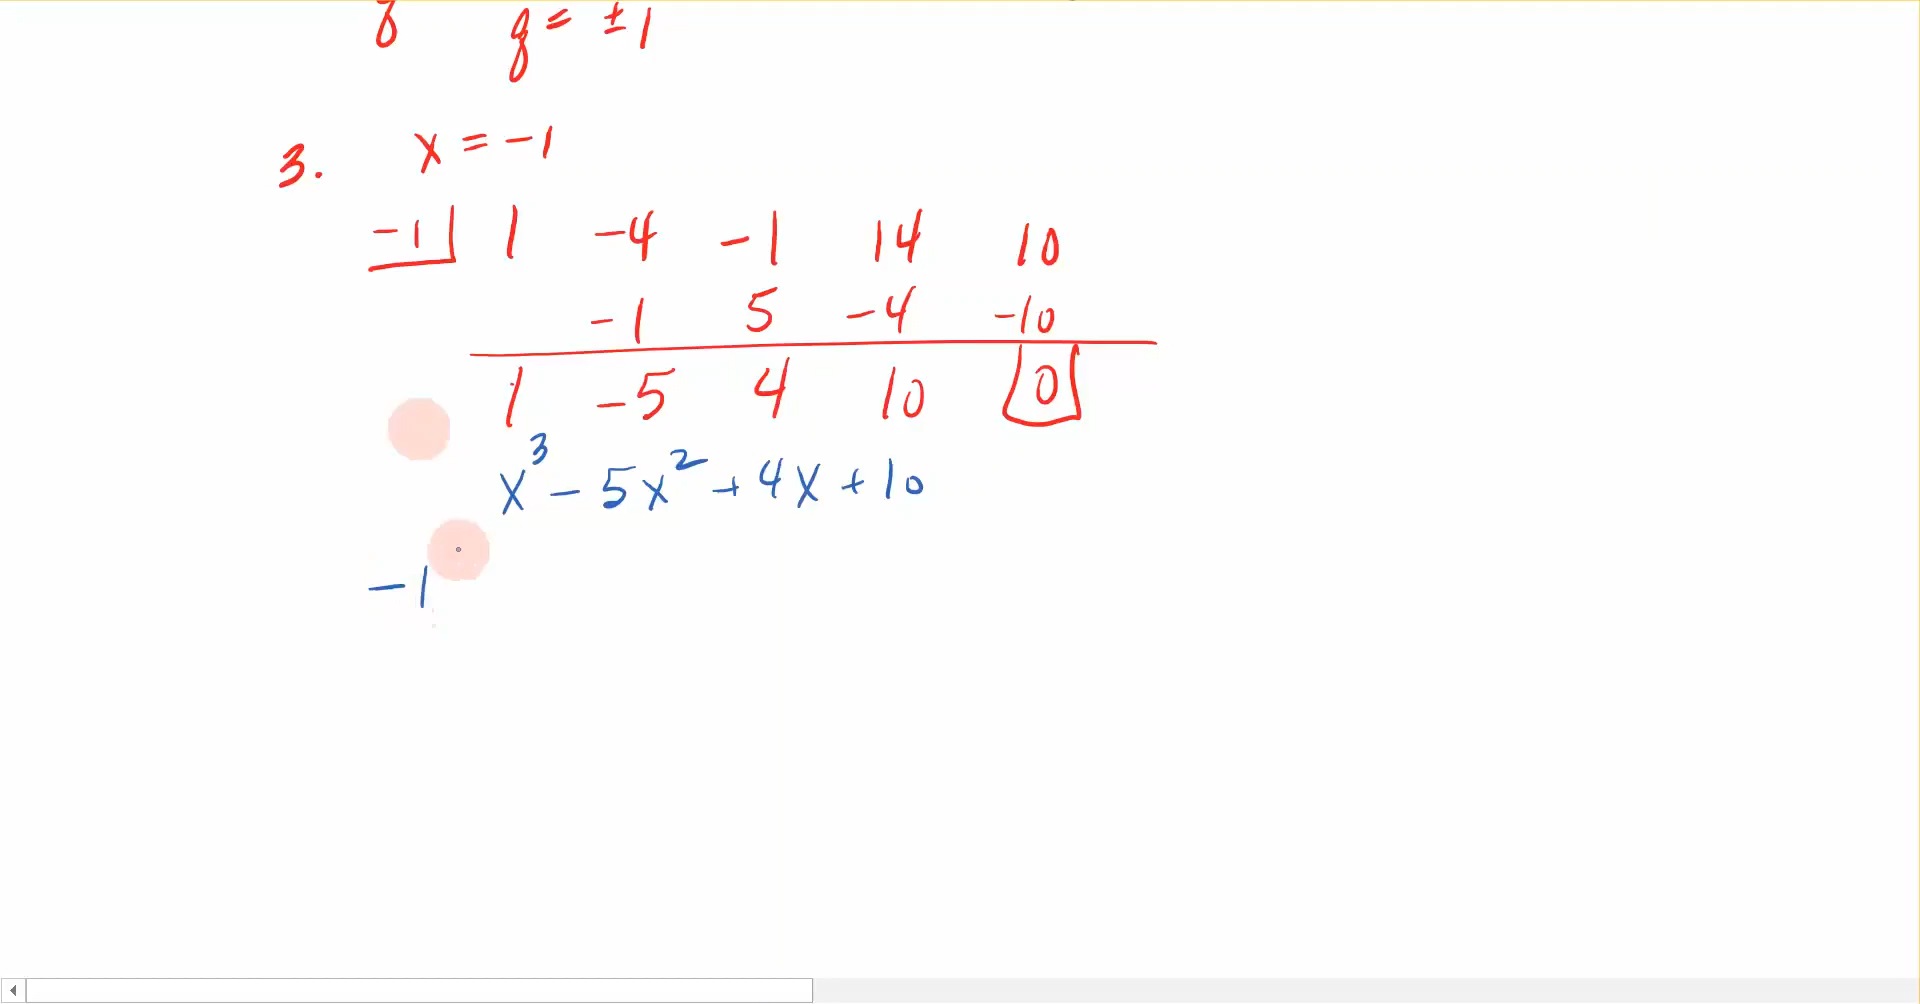 q q = ± 1
3. x = -1
-1 | 1 -4 -1 14 10
-1 5 -4 -10
1 -5 4 10 0
x³ - 5x² + 4x + 10
-1